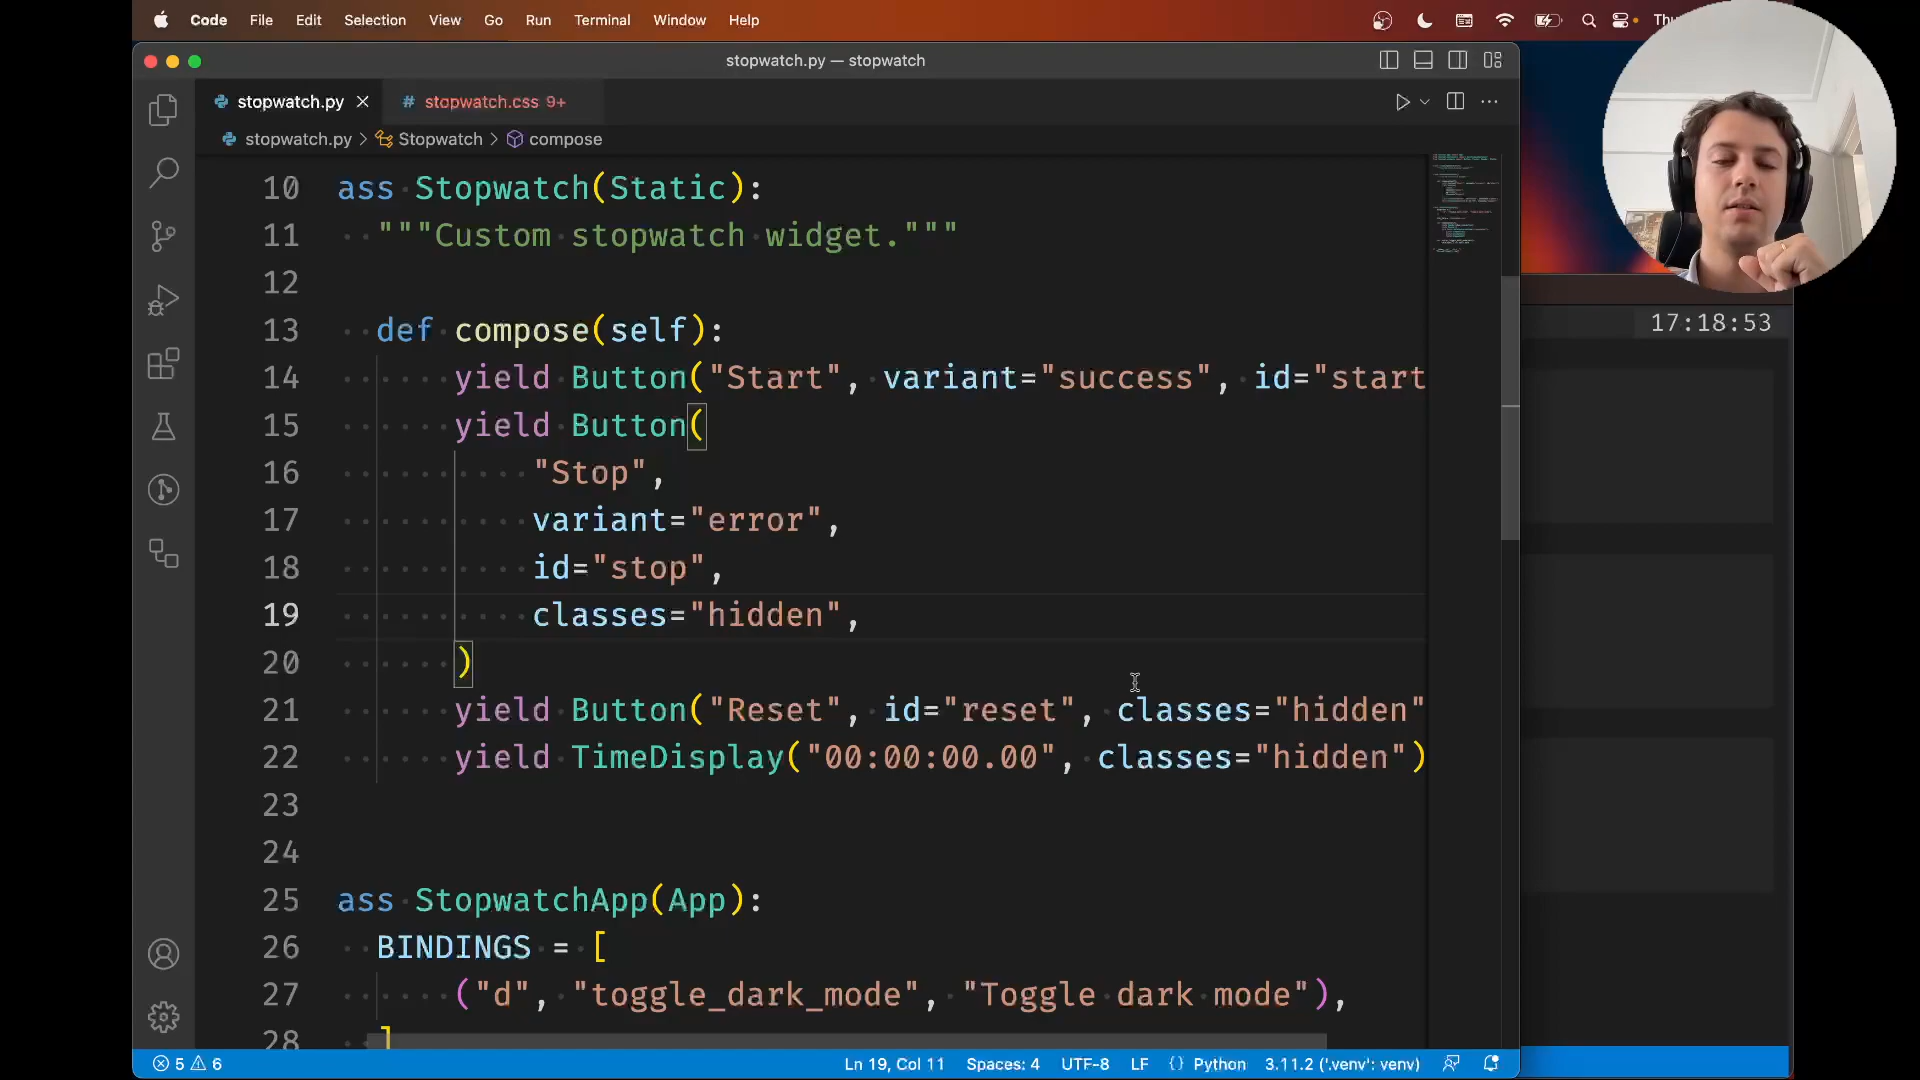 Code File Edit Selection View Go Run Terminal Window Help
stopwatch.py — stopwatch
stopwatch.py
# stopwatch.css 9+
stopwatch.py > Stopwatch > compose
10 ass Stopwatch(Static):
11 """Custom stopwatch widget."""
12
13 def compose(self):
14 yield Button("Start", variant="success", id="start
15 yield Button(
16 "Stop",
17 variant="error",
18 id="stop",
19 classes="hidden",
20 )
21 yield Button("Reset", id="reset", classes="hidden"
22 yield TimeDisplay("00:00:00.00", classes="hidden")
23
24
25 ass StopwatchApp(App):
26 BINDINGS = [
27 ("d", "toggle_dark_mode", "Toggle dark mode"),
28 ]
17:18:53
5 6 Ln 19, Col 11 Spaces: 4 UTF-8 LF {} Python 3.11.2 ('.venv': venv)